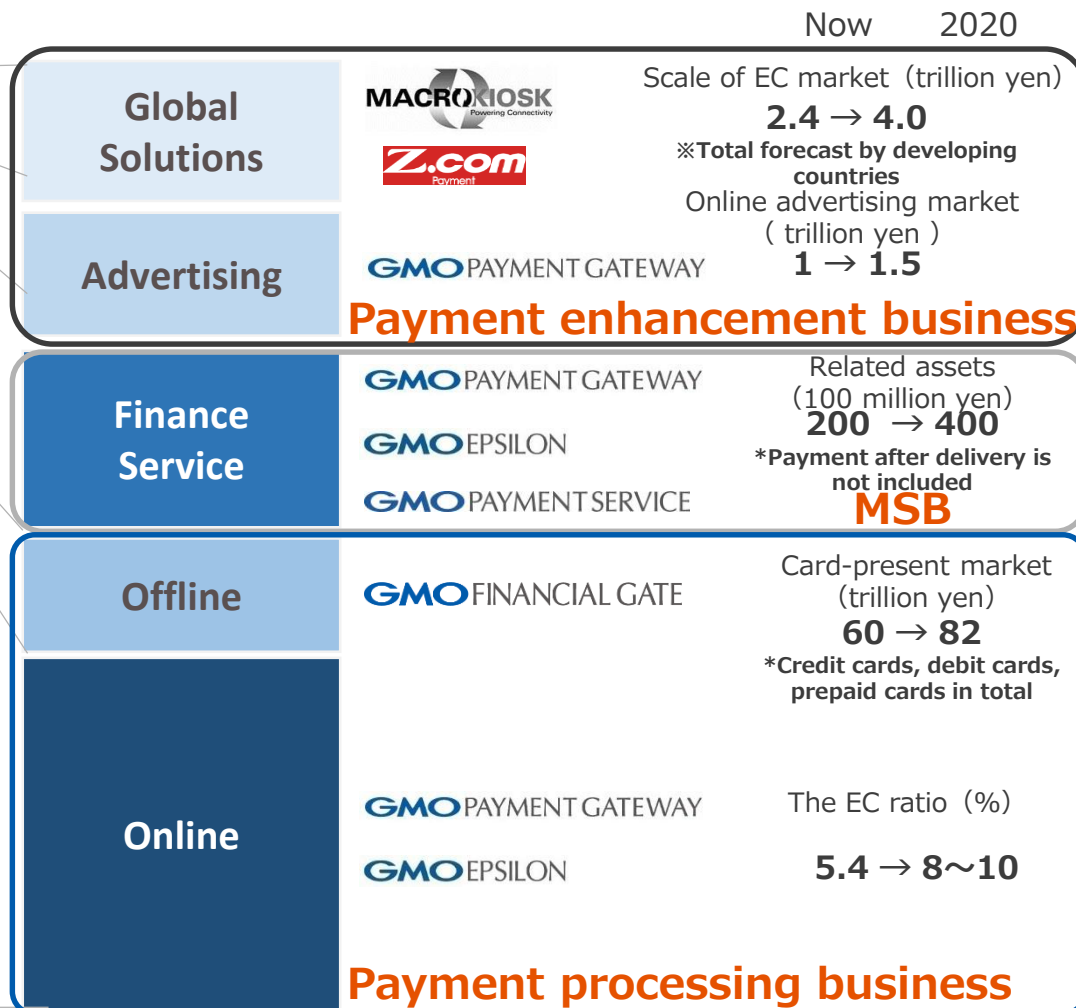 Now 2020
Global
Solutions
MACROKIOSK
Powering Connectivity
Z.com
Payment
Scale of EC market（trillion yen）
2.4 → 4.0
※Total forecast by developing
countries
Advertising
GMO PAYMENT GATEWAY
Online advertising market
（ trillion yen ）
1 → 1.5
Payment enhancement business
Finance
Service
GMO PAYMENT GATEWAY
GMO EPSILON
GMO PAYMENT SERVICE
Related assets
（100 million yen）
200 → 400
*Payment after delivery is
not included
MSB
Offline
GMO FINANCIAL GATE
Card-present market
（trillion yen）
60 → 82
*Credit cards, debit cards,
prepaid cards in total
Online
GMO PAYMENT GATEWAY
GMO EPSILON
The EC ratio（%）
5.4 → 8～10
Payment processing business